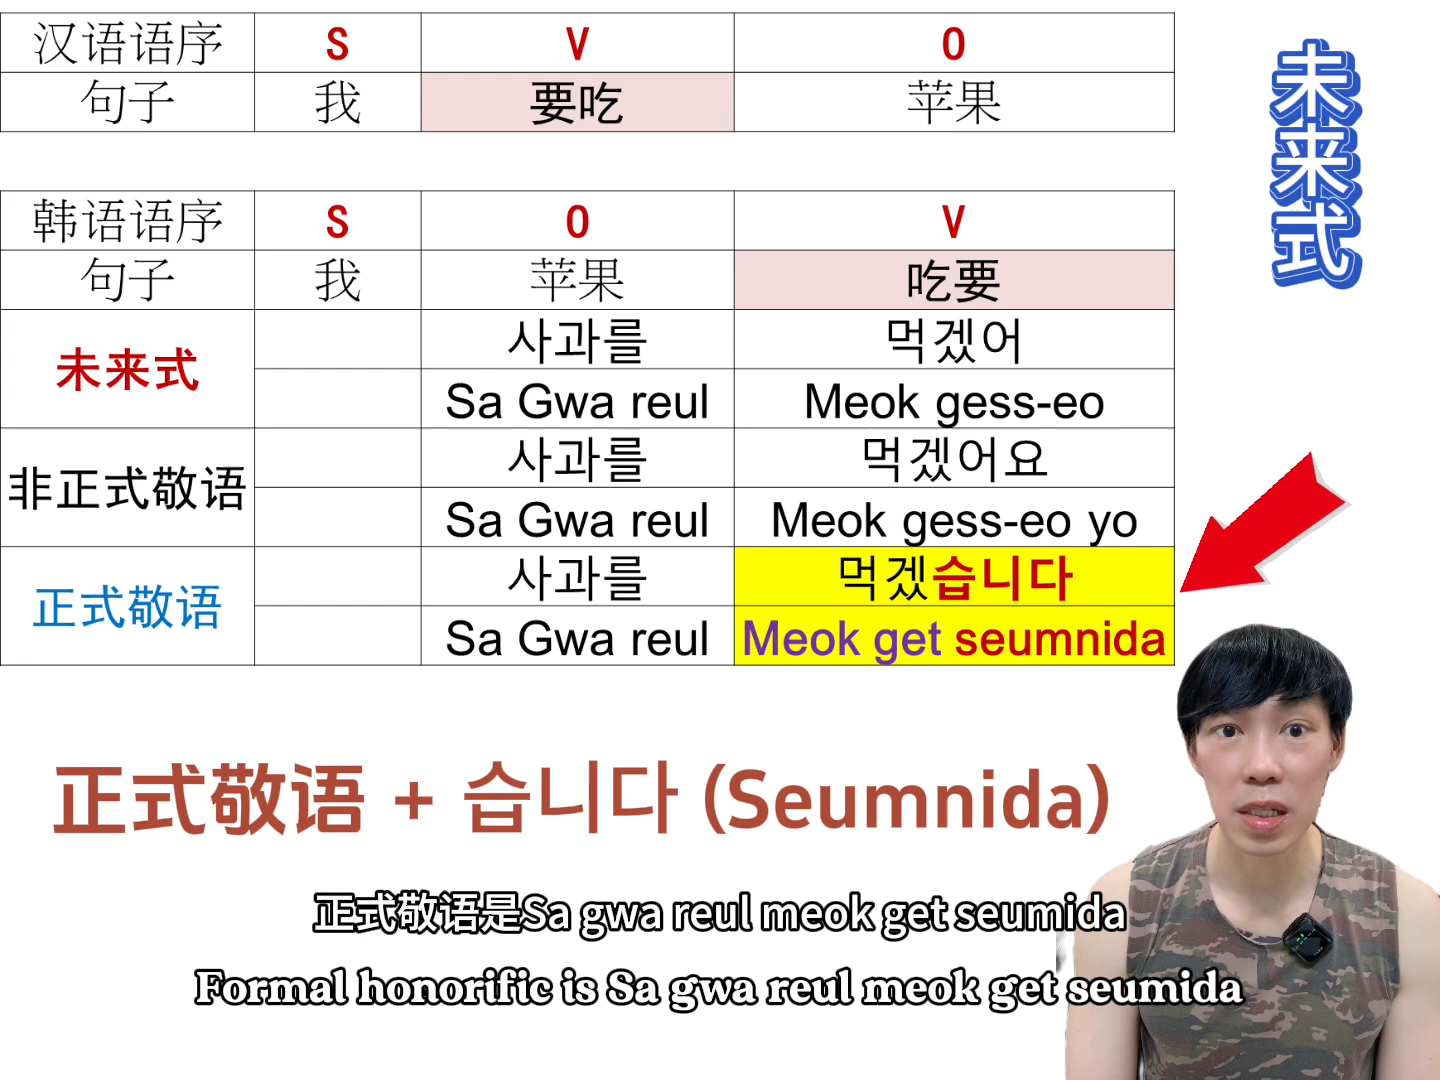 汉语语序 S V O
句子 我 要吃 苹果
未来式
韩语语序 S O V
句子 我 苹果 吃要
未来式 사과를 먹겠어
Sa Gwa reul Meok gess-eo
非正式敬语 사과를 먹겠어요
Sa Gwa reul Meok gess-eo yo
正式敬语 사과를 먹겠습니다
Sa Gwa reul Meok get seumnida
正式敬语 + 습니다 (Seumnida)
正式敬语是Sa gwa reul meok get seumida
Formal honorific is Sa gwa reul meok get seumida